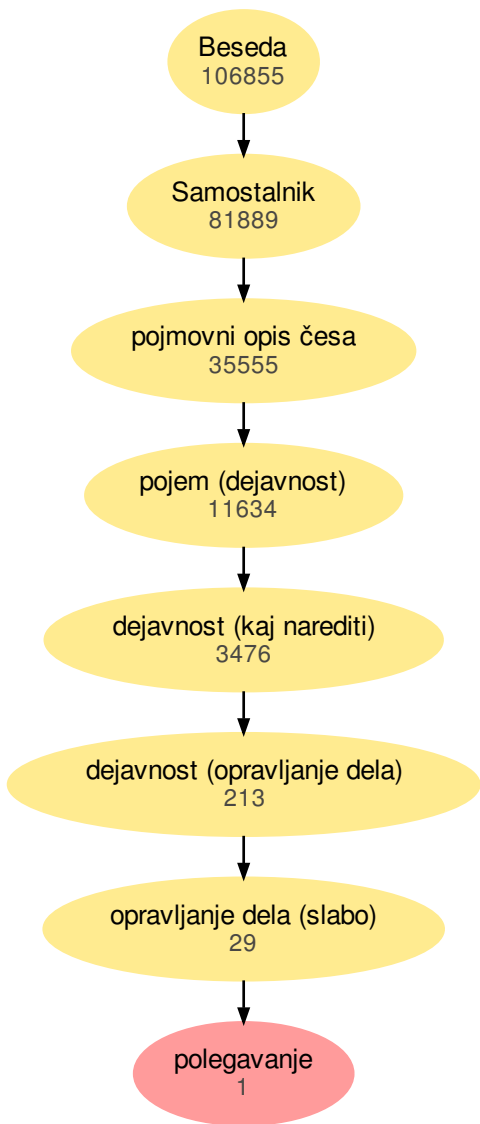 Beseda
106855
Samostalnik
81889
pojmovni opis česa
35555
pojem (dejavnost)
11634
dejavnost (kaj narediti)
3476
dejavnost (opravljanje dela)
213
opravljanje dela (slabo)
29
polegavanje
1